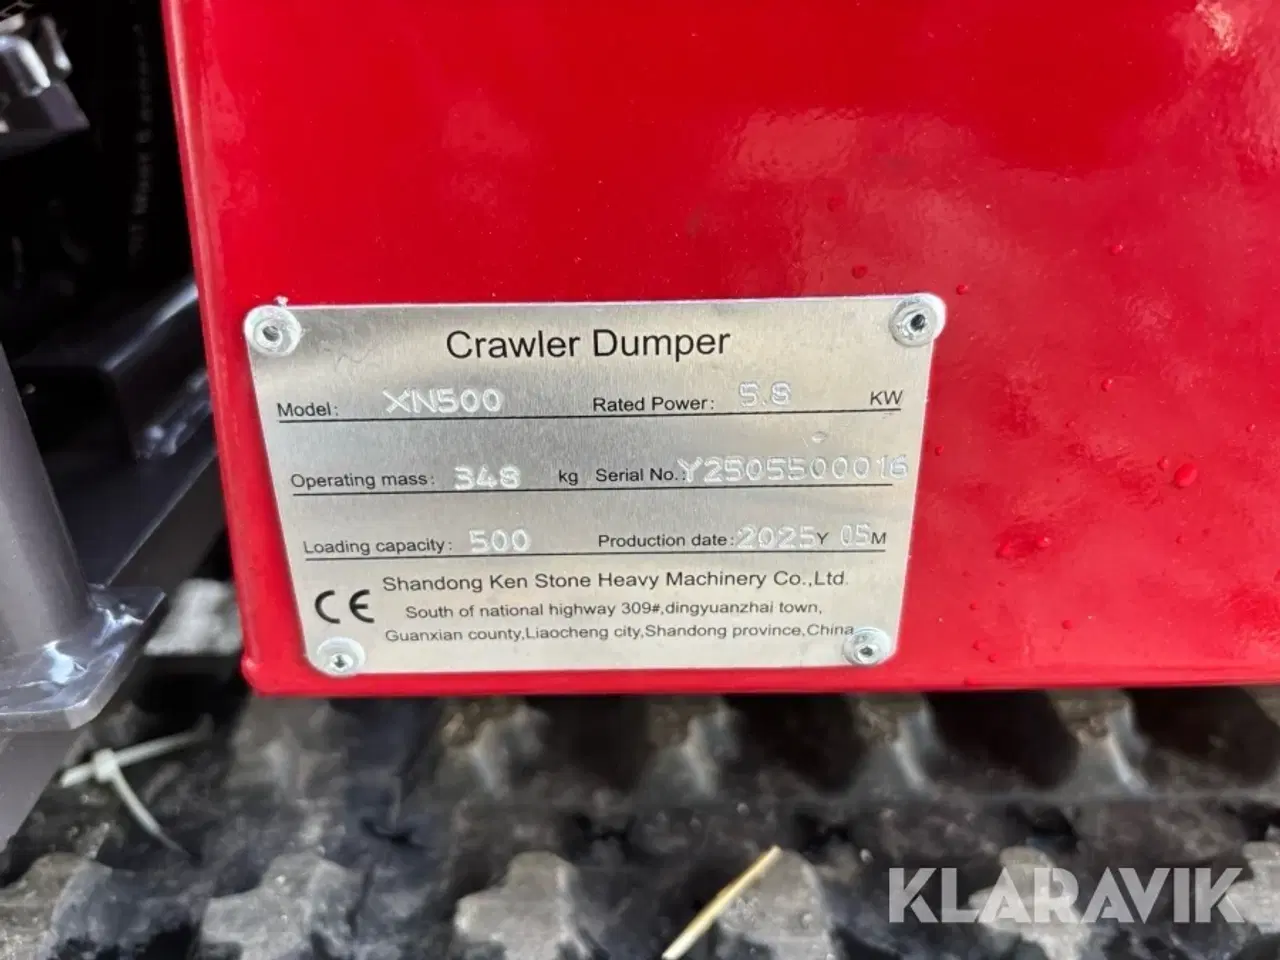 Crawler Dumper
Model: XN500 Rated Power: 5.8 KW
Operating mass: 348 kg Serial No.: Y2505500016
Loading capacity: 500 Production date: 2025Y 05M
Shandong Ken Stone Heavy Machinery Co.,Ltd.
CE South of national highway 309#,dingyuanzhai town,
Guanxian county,Liaocheng city,Shandong province,China
KLARAVIK